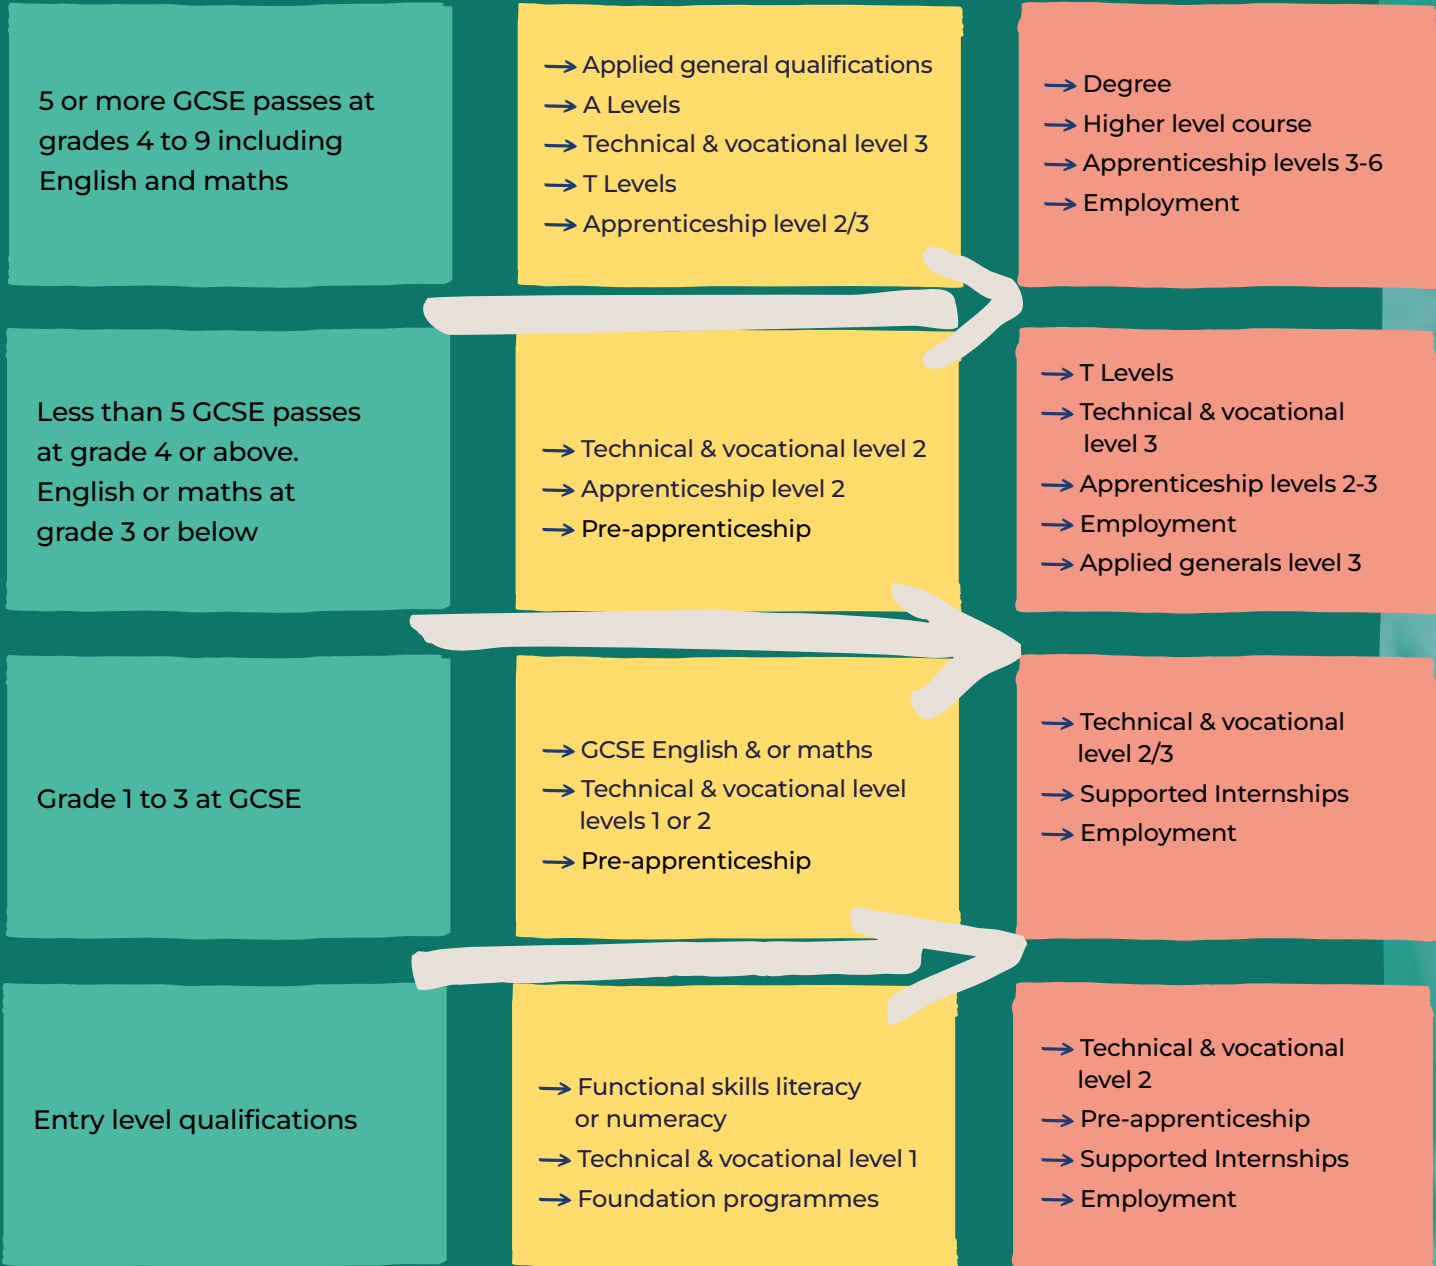 5 or more GCSE passes at
grades 4 to 9 including
English and maths
→ Applied general qualifications
→ A Levels
→ Technical & vocational level 3
→ T Levels
→ Apprenticeship level 2/3
→ Degree
→ Higher level course
→ Apprenticeship levels 3-6
→ Employment
Less than 5 GCSE passes
at grade 4 or above.
English or maths at
grade 3 or below
→ Technical & vocational level 2
→ Apprenticeship level 2
→ Pre-apprenticeship
→ T Levels
→ Technical & vocational
level 3
→ Apprenticeship levels 2-3
→ Employment
→ Applied generals level 3
Grade 1 to 3 at GCSE
→ GCSE English & or maths
→ Technical & vocational level
levels 1 or 2
→ Pre-apprenticeship
→ Technical & vocational
level 2/3
→ Supported Internships
→ Employment
Entry level qualifications
→ Functional skills literacy
or numeracy
→ Technical & vocational level 1
→ Foundation programmes
→ Technical & vocational
level 2
→ Pre-apprenticeship
→ Supported Internships
→ Employment